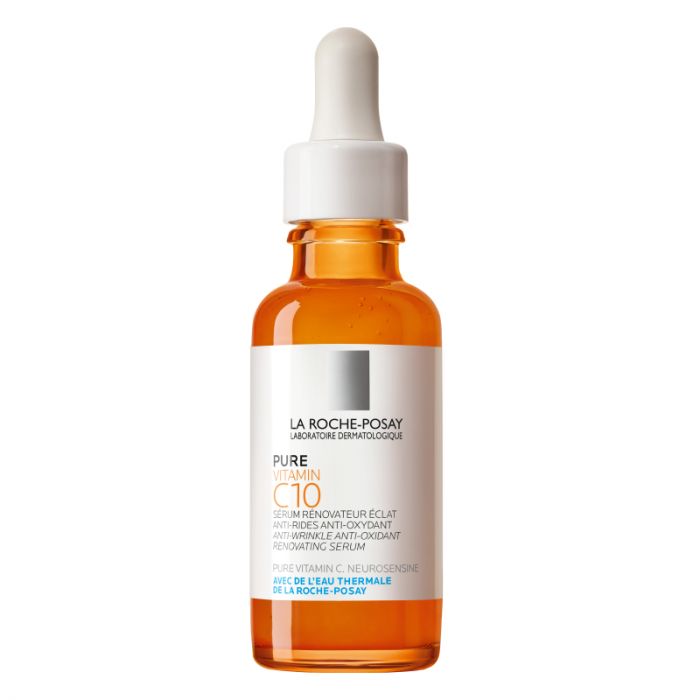 LA ROCHE-POSAY
LABORATOIRE DERMATOLOGIQUE
PURE
VITAMIN
C10
SÉRUM RÉNOVATEUR ÉCLAT
ANTI-RIDES ANTI-OXYDANT
ANTI-WRINKLE ANTI-OXIDANT
RENOVATING SERUM
PURE VITAMIN C. NEUROSENSINE
AVEC DE L'EAU THERMALE
DE LA ROCHE-POSAY